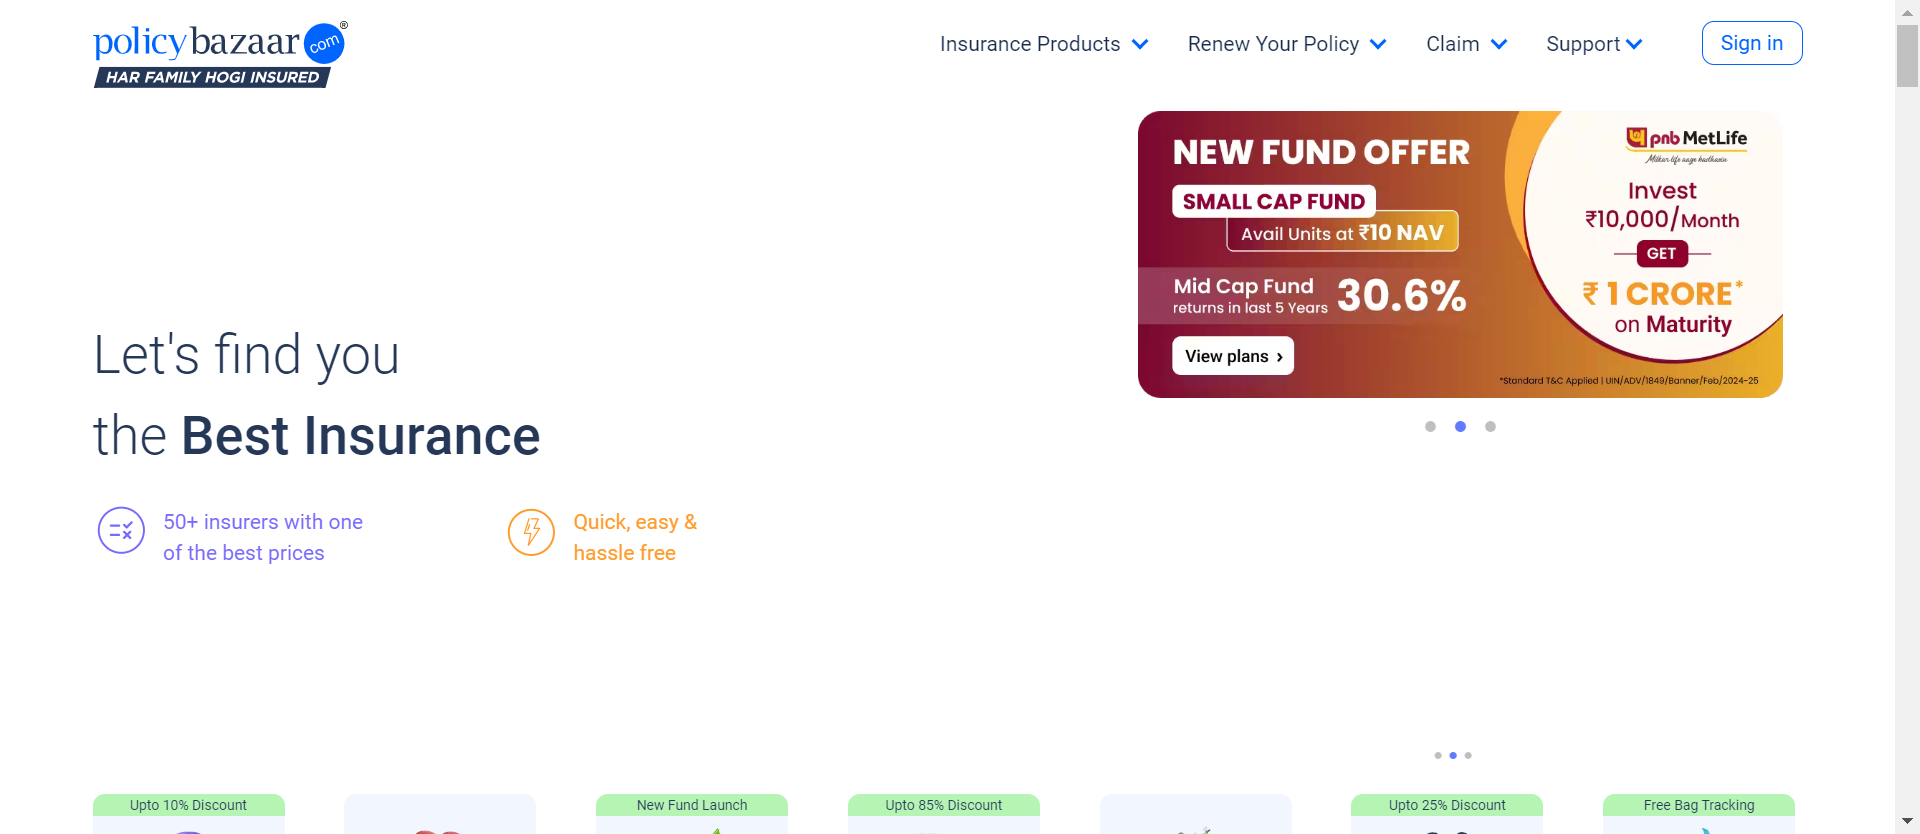 policybazaar com ®
HAR FAMILY HOGI INSURED
Insurance Products
Renew Your Policy
Claim
Support
Sign in
NEW FUND OFFER
SMALL CAP FUND
Avail Units at ₹10 NAV
Mid Cap Fund
returns in last 5 Years
30.6%
View plans ›
pnb MetLife
Milkar life aage badhaein
Invest
₹10,000/Month
GET
₹ 1 CRORE*
on Maturity
*Standard T&C Applied | UIN/ADV/1849/Banner/Feb/2024-25
Let's find you
the Best Insurance
50+ insurers with one
of the best prices
Quick, easy &
hassle free
Upto 10% Discount
New Fund Launch
Upto 85% Discount
Upto 25% Discount
Free Bag Tracking